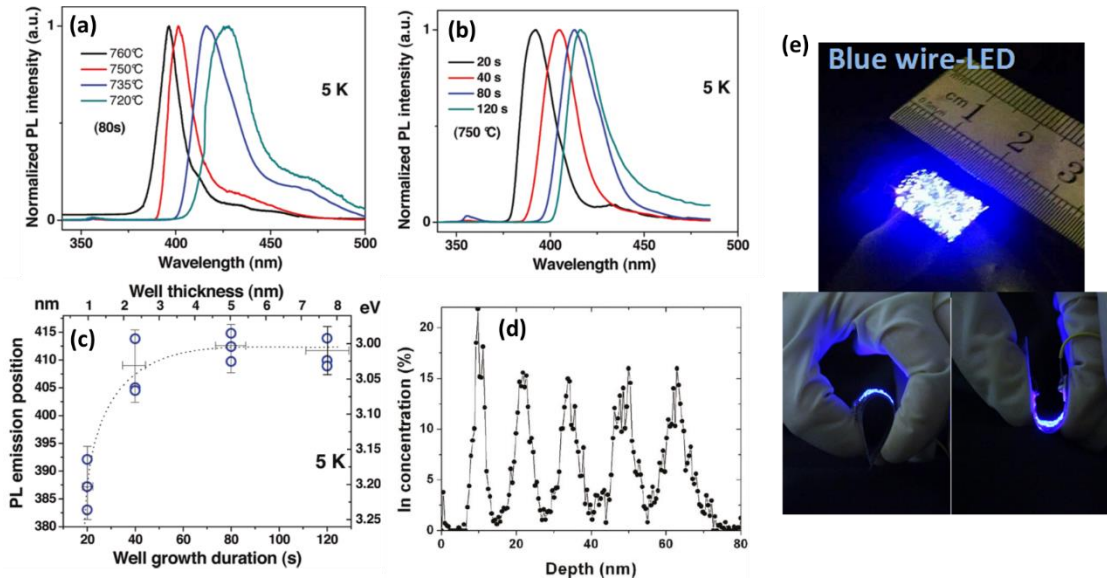 (a)
760°C
750°C
735°C
720°C
(80s)
5 K
Normalized PL intensity (a.u.)
1
0
350
400
450
500
Wavelength (nm)
(b)
20 s
40 s
80 s
120 s
(750 °C)
5 K
Normalized PL intensity (a.u.)
1
0
350
400
450
500
Wavelength (nm)
(e)
Blue wire-LED
cm 1 2 3
nm
Well thickness (nm)
eV
1 2 3 4 5 6 7 8
(c)
PL emission position
415
410
405
400
395
390
385
380
3.00
3.05
3.10
3.15
3.20
3.25
5 K
20 40 60 80 100 120
Well growth duration (s)
(d)
In concentration (%)
20
15
10
5
0
0 20 40 60 80
Depth (nm)